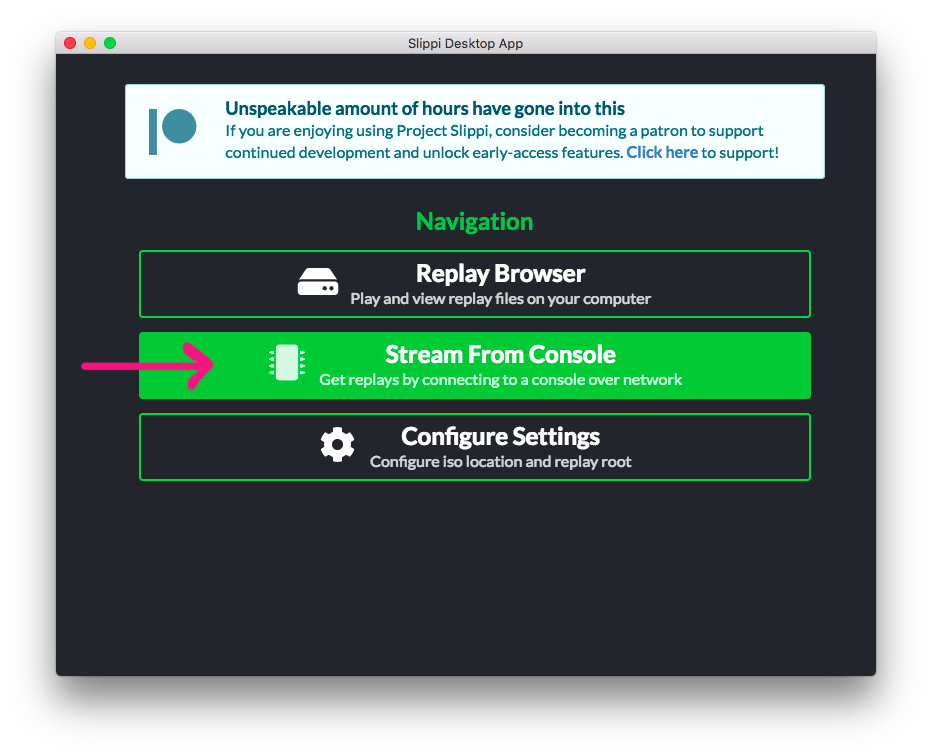 Slippi Desktop App
Unspeakable amount of hours have gone into this
If you are enjoying using Project Slippi, consider becoming a patron to support
continued development and unlock early-access features. Click here to support!
Navigation
Replay Browser
Play and view replay files on your computer
Stream From Console
Get replays by connecting to a console over network
Configure Settings
Configure iso location and replay root